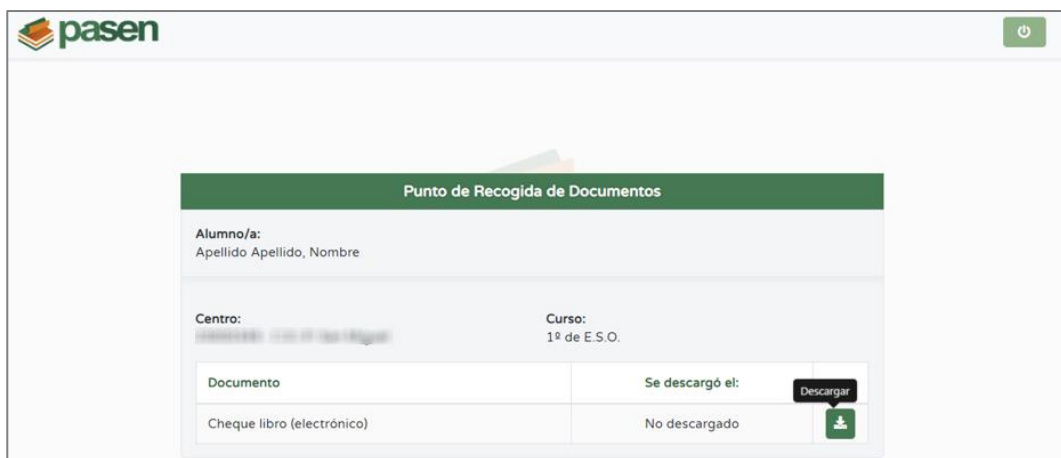 pasen
Punto de Recogida de Documentos
Alumno/a:
Apellido Apellido, Nombre
Centro:
Curso:
1º de E.S.O.
Documento
Se descargó el:
Descargar
Cheque libro (electrónico)
No descargado